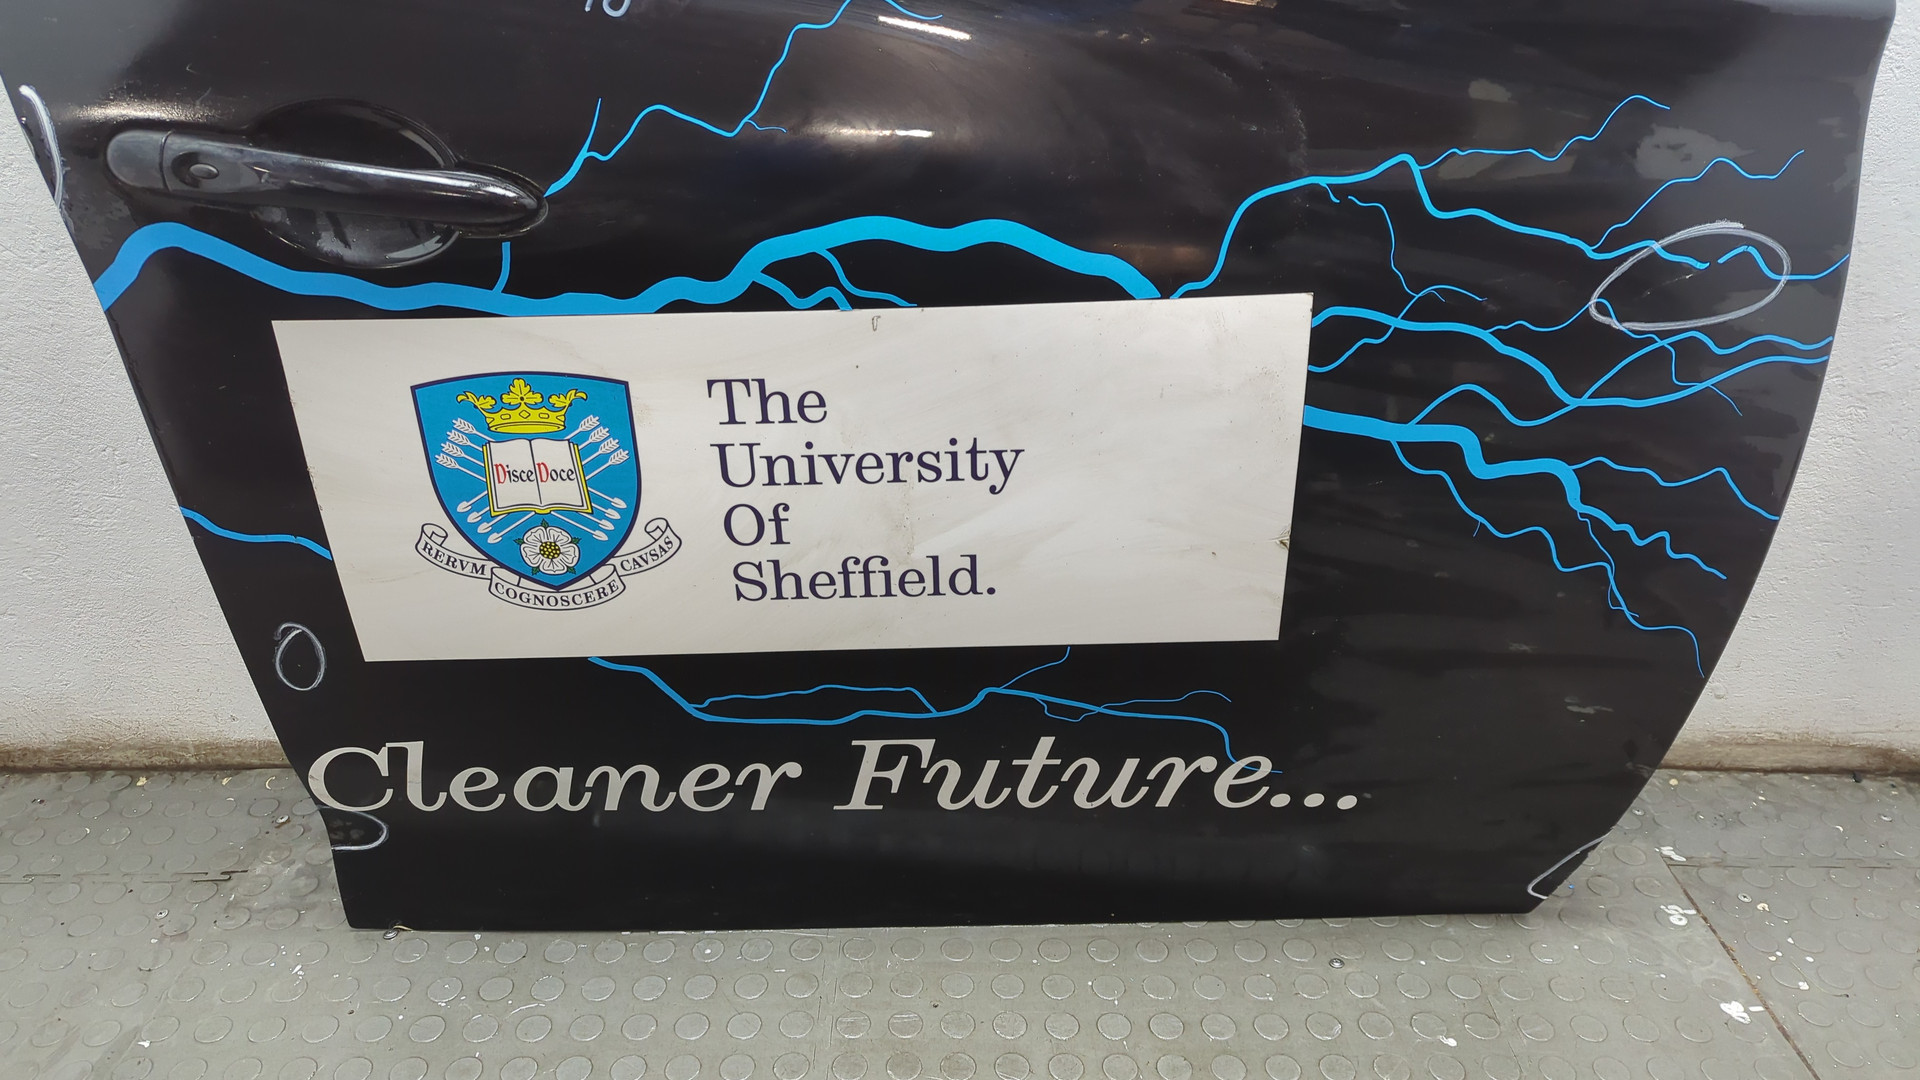 Disce Doce
RERVM COGNOSCERE CAVSAS
The
University
Of
Sheffield.
Cleaner Future...